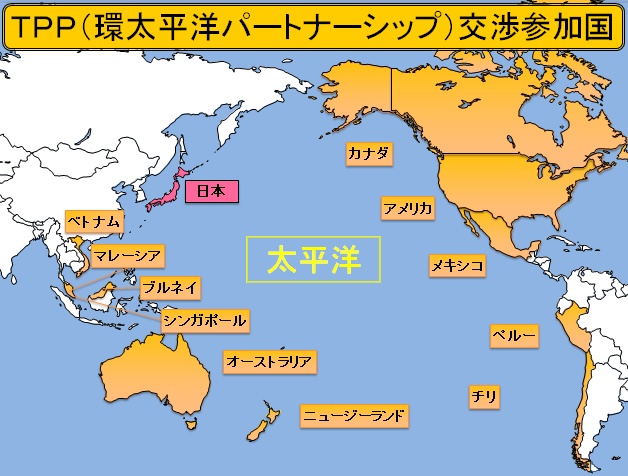 TPP(環太平洋パートナーシップ)交渉参加国
カナダ
日本
アメリカ
ベトナム
マレーシア
太平洋
メキシコ
ブルネイ
シンガポール
ペルー
オーストラリア
チリ
ニュージーランド